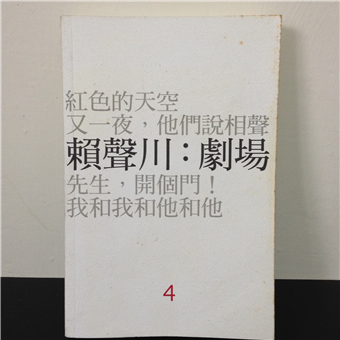 紅色的天空
又一夜，他們說相聲
賴聲川：劇場
先生，開個門！
我和我和他和他
4